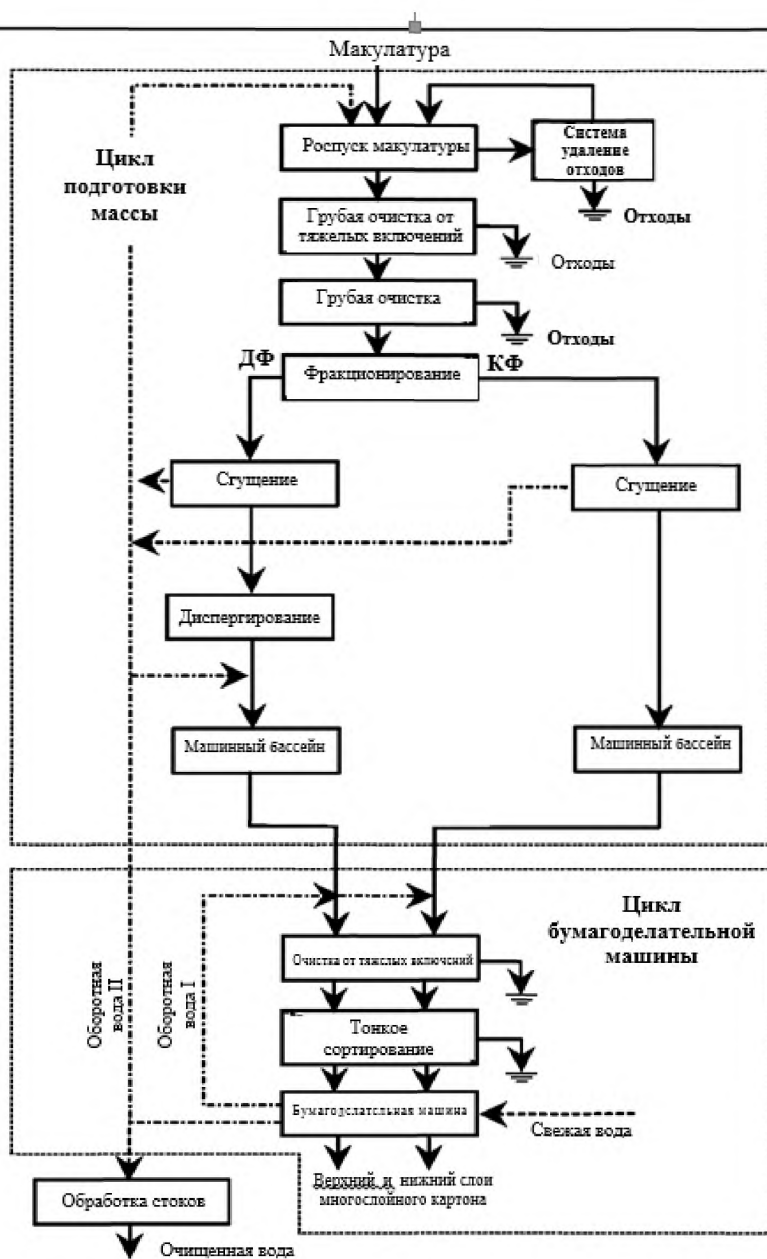 Макулатура
Цикл
подготовки
массы
Роспуск макулатуры
Система
удаление
отходов
Отходы
Грубая очистка от
тяжелых включений
Отходы
Грубая очистка
Отходы
ДФ
КФ
Фракционирование
Сгущение
Сгущение
Диспергирование
Машинный бассейн
Машинный бассейн
Цикл
бумагоделательной
машины
Оборотная
вода II
Оборотная
вода I
Очистка от тяжелых включений
Тонкое
сортирование
Бумагоделательная машина
Свежая вода
Верхний и нижний слои
многослойного картона
Обработка стоков
Очищенная вода